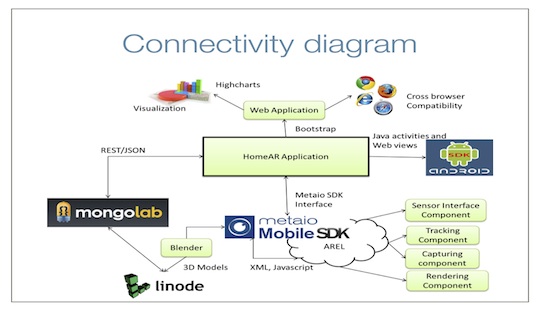 Connectivity diagram
Highcharts
Visualization
Web Application
Cross browser
Compatibility
Bootstrap
Java activities and
Web views
REST/JSON
HomeAR Application
SDK
ANDROID
Metaio SDK
Interface
mongolab
metaio
Mobile SDK
AREL
Sensor Interface
Component
Tracking
Component
Capturing
component
Rendering
Component
Blender
3D Models
XML, Javascript
linode